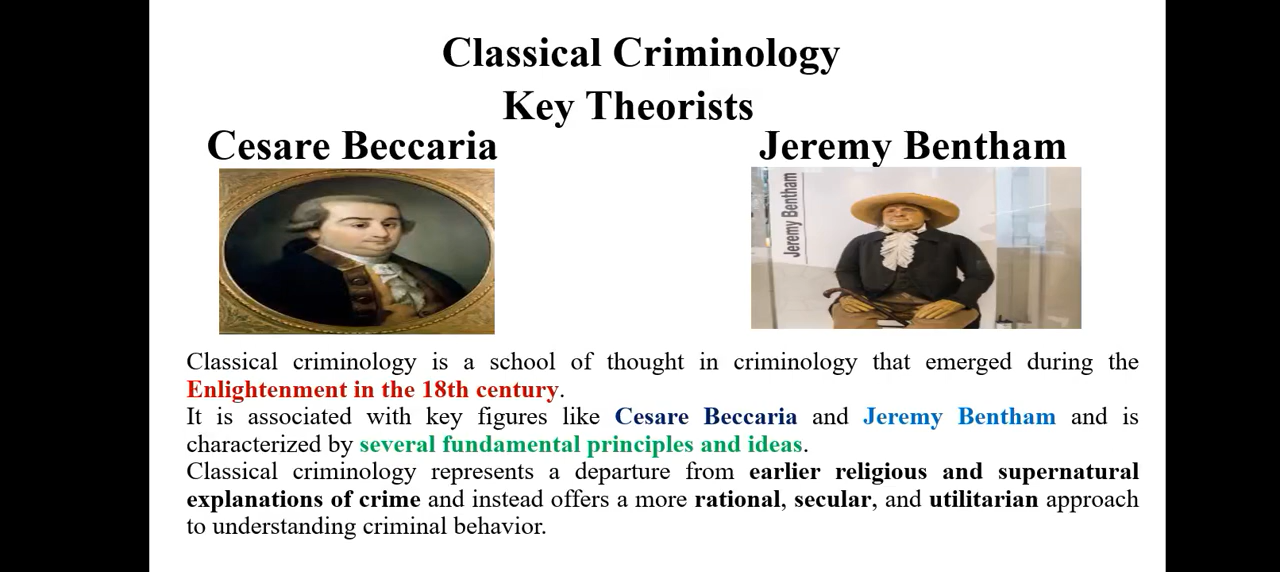 Classical Criminology
Key Theorists
Cesare Beccaria
Jeremy Bentham
Jeremy Bentham
Classical criminology is a school of thought in criminology that emerged during the
Enlightenment in the 18th century.
It is associated with key figures like Cesare Beccaria and Jeremy Bentham and is
characterized by several fundamental principles and ideas.
Classical criminology represents a departure from earlier religious and supernatural
explanations of crime and instead offers a more rational, secular, and utilitarian approach
to understanding criminal behavior.